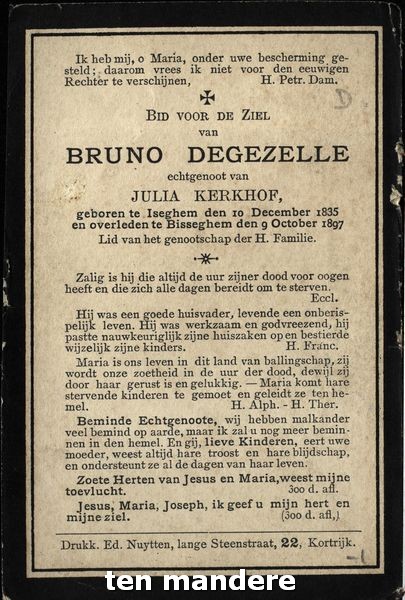 Ik heb mij, o Maria, onder uwe bescherming ge-
steld; daarom vrees ik niet voor den eeuwigen
Rechter te verschijnen, H. Petr. Dam.
D
BID VOOR DE ZIEL
van
BRUNO DEGEZELLE
echtgenoot van
JULIA KERKHOF,
geboren te Iseghem den 10 December 1835
en overleden te Bisseghem den 9 October 1897
Lid van het genootschap der H. Familie.
Zalig is hij die altijd de uur zijner dood voor oogen
heeft en die zich alle dagen bereidt om te sterven.
Eccl.
Hij was een goede huisvader, levende een onberis-
pelijk leven. Hij was werkzaam en godvreezend, hij
pastte nauwkeuriglijk zijne huiszaken op en bestierde
wijzelijk zijne kinders. H. Franc.
Maria is ons leven in dit land van ballingschap, zij
wordt onze zoetheid in de uur der dood, dewijl zij
door haar gerust is en gelukkig. — Maria komt hare
stervende kinderen te gemoet en geleidt ze ten he-
mel. H. Alph. - H. Ther.
Beminde Echtgenoote, wij hebben malkander
veel bemind op aarde, maar ik zal u nog meer bemin-
nen in den hemel. En gij, lieve Kinderen, eert uwe
moeder, weest altijd hare troost en hare blijdschap,
en ondersteunt ze al de dagen van haar leven.
Zoete Herten van Jesus en Maria, weest mijne
toevlucht. 300 d. afl.
Jesus, Maria, Joseph, ik geef u mijn hert en
mijne ziel. (300 d. afl,)
Drukk. Ed. Nuytten, lange Steenstraat, 22, Kortrijk.
ten mandere